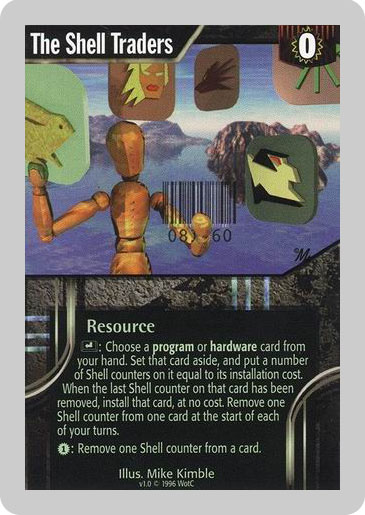 The Shell Traders
0
08) 60
Resource
: Choose a program or hardware card from
your hand. Set that card aside, and put a number
of Shell counters on it equal to its installation cost.
When the last Shell counter on that card has been
removed, install that card, at no cost. Remove one
Shell counter from one card at the start of each
of your turns.
1: Remove one Shell counter from a card.
Illus. Mike Kimble
v1.0 © 1996 WotC